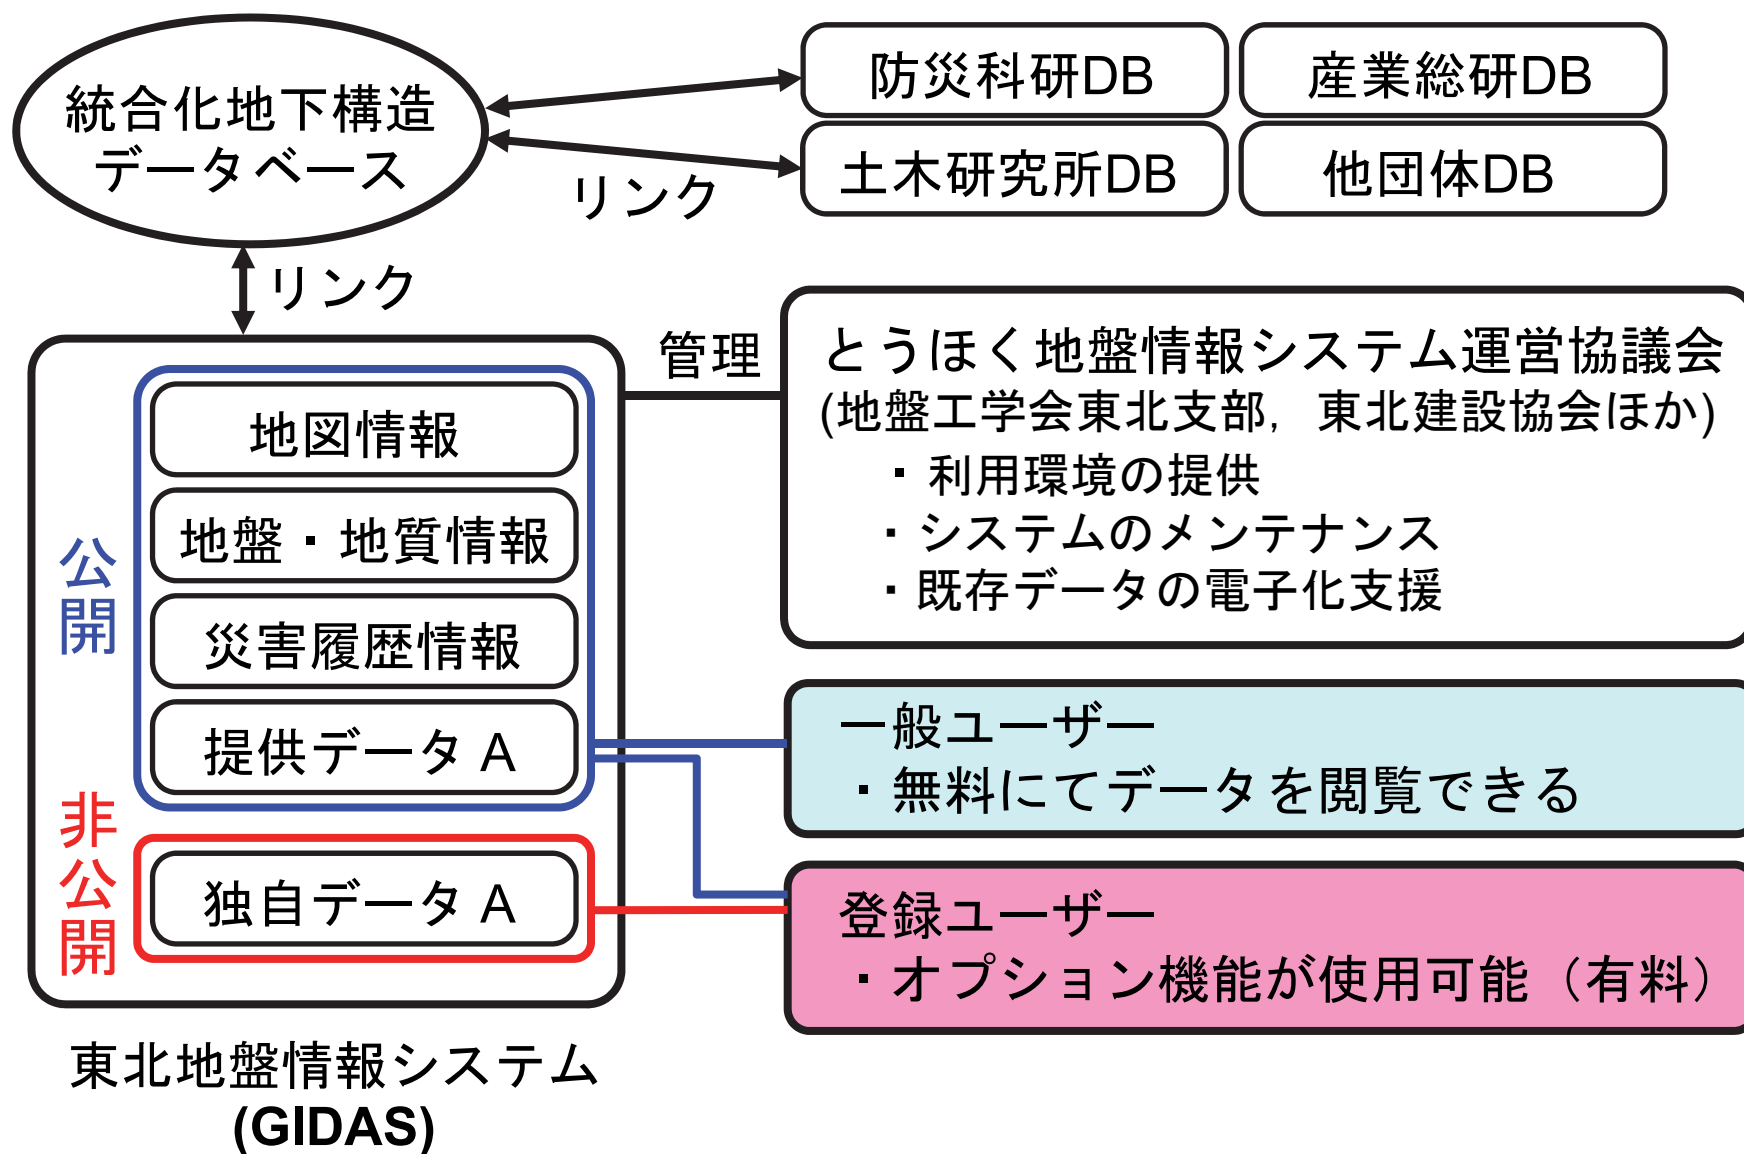 統合化地下構造
データベース
防災科研DB
産業総研DB
土木研究所DB
他団体DB
リンク
リンク
管理
とうほく地盤情報システム運営協議会
(地盤工学会東北支部，東北建設協会ほか)
・利用環境の提供
・システムのメンテナンス
・既存データの電子化支援
公開
地図情報
地盤・地質情報
災害履歴情報
提供データ A
非公開
独自データ A
一般ユーザー
・無料にてデータを閲覧できる
登録ユーザー
・オプション機能が使用可能（有料）
東北地盤情報システム
(GIDAS)